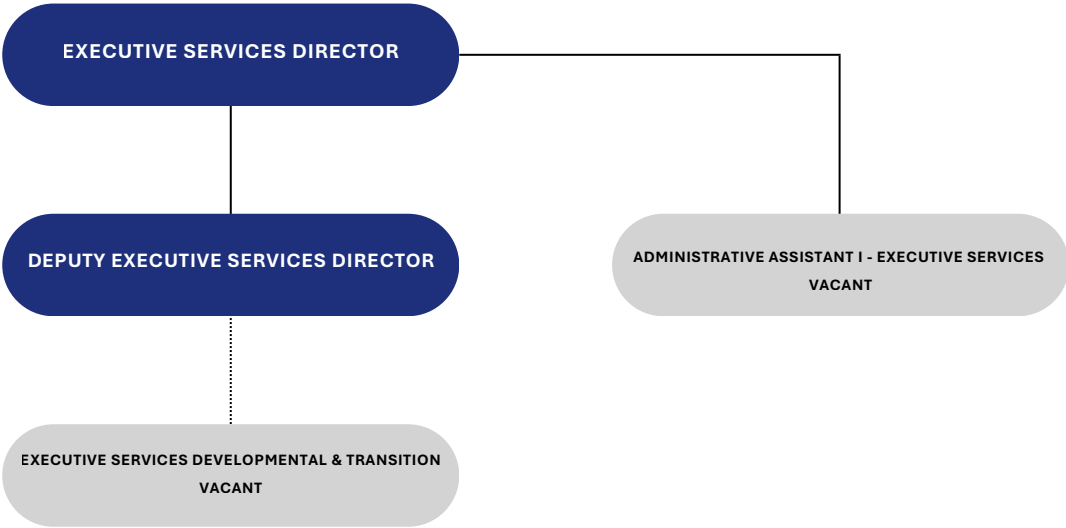 EXECUTIVE SERVICES DIRECTOR
DEPUTY EXECUTIVE SERVICES DIRECTOR
ADMINISTRATIVE ASSISTANT I - EXECUTIVE SERVICES
VACANT
EXECUTIVE SERVICES DEVELOPMENTAL & TRANSITION
VACANT